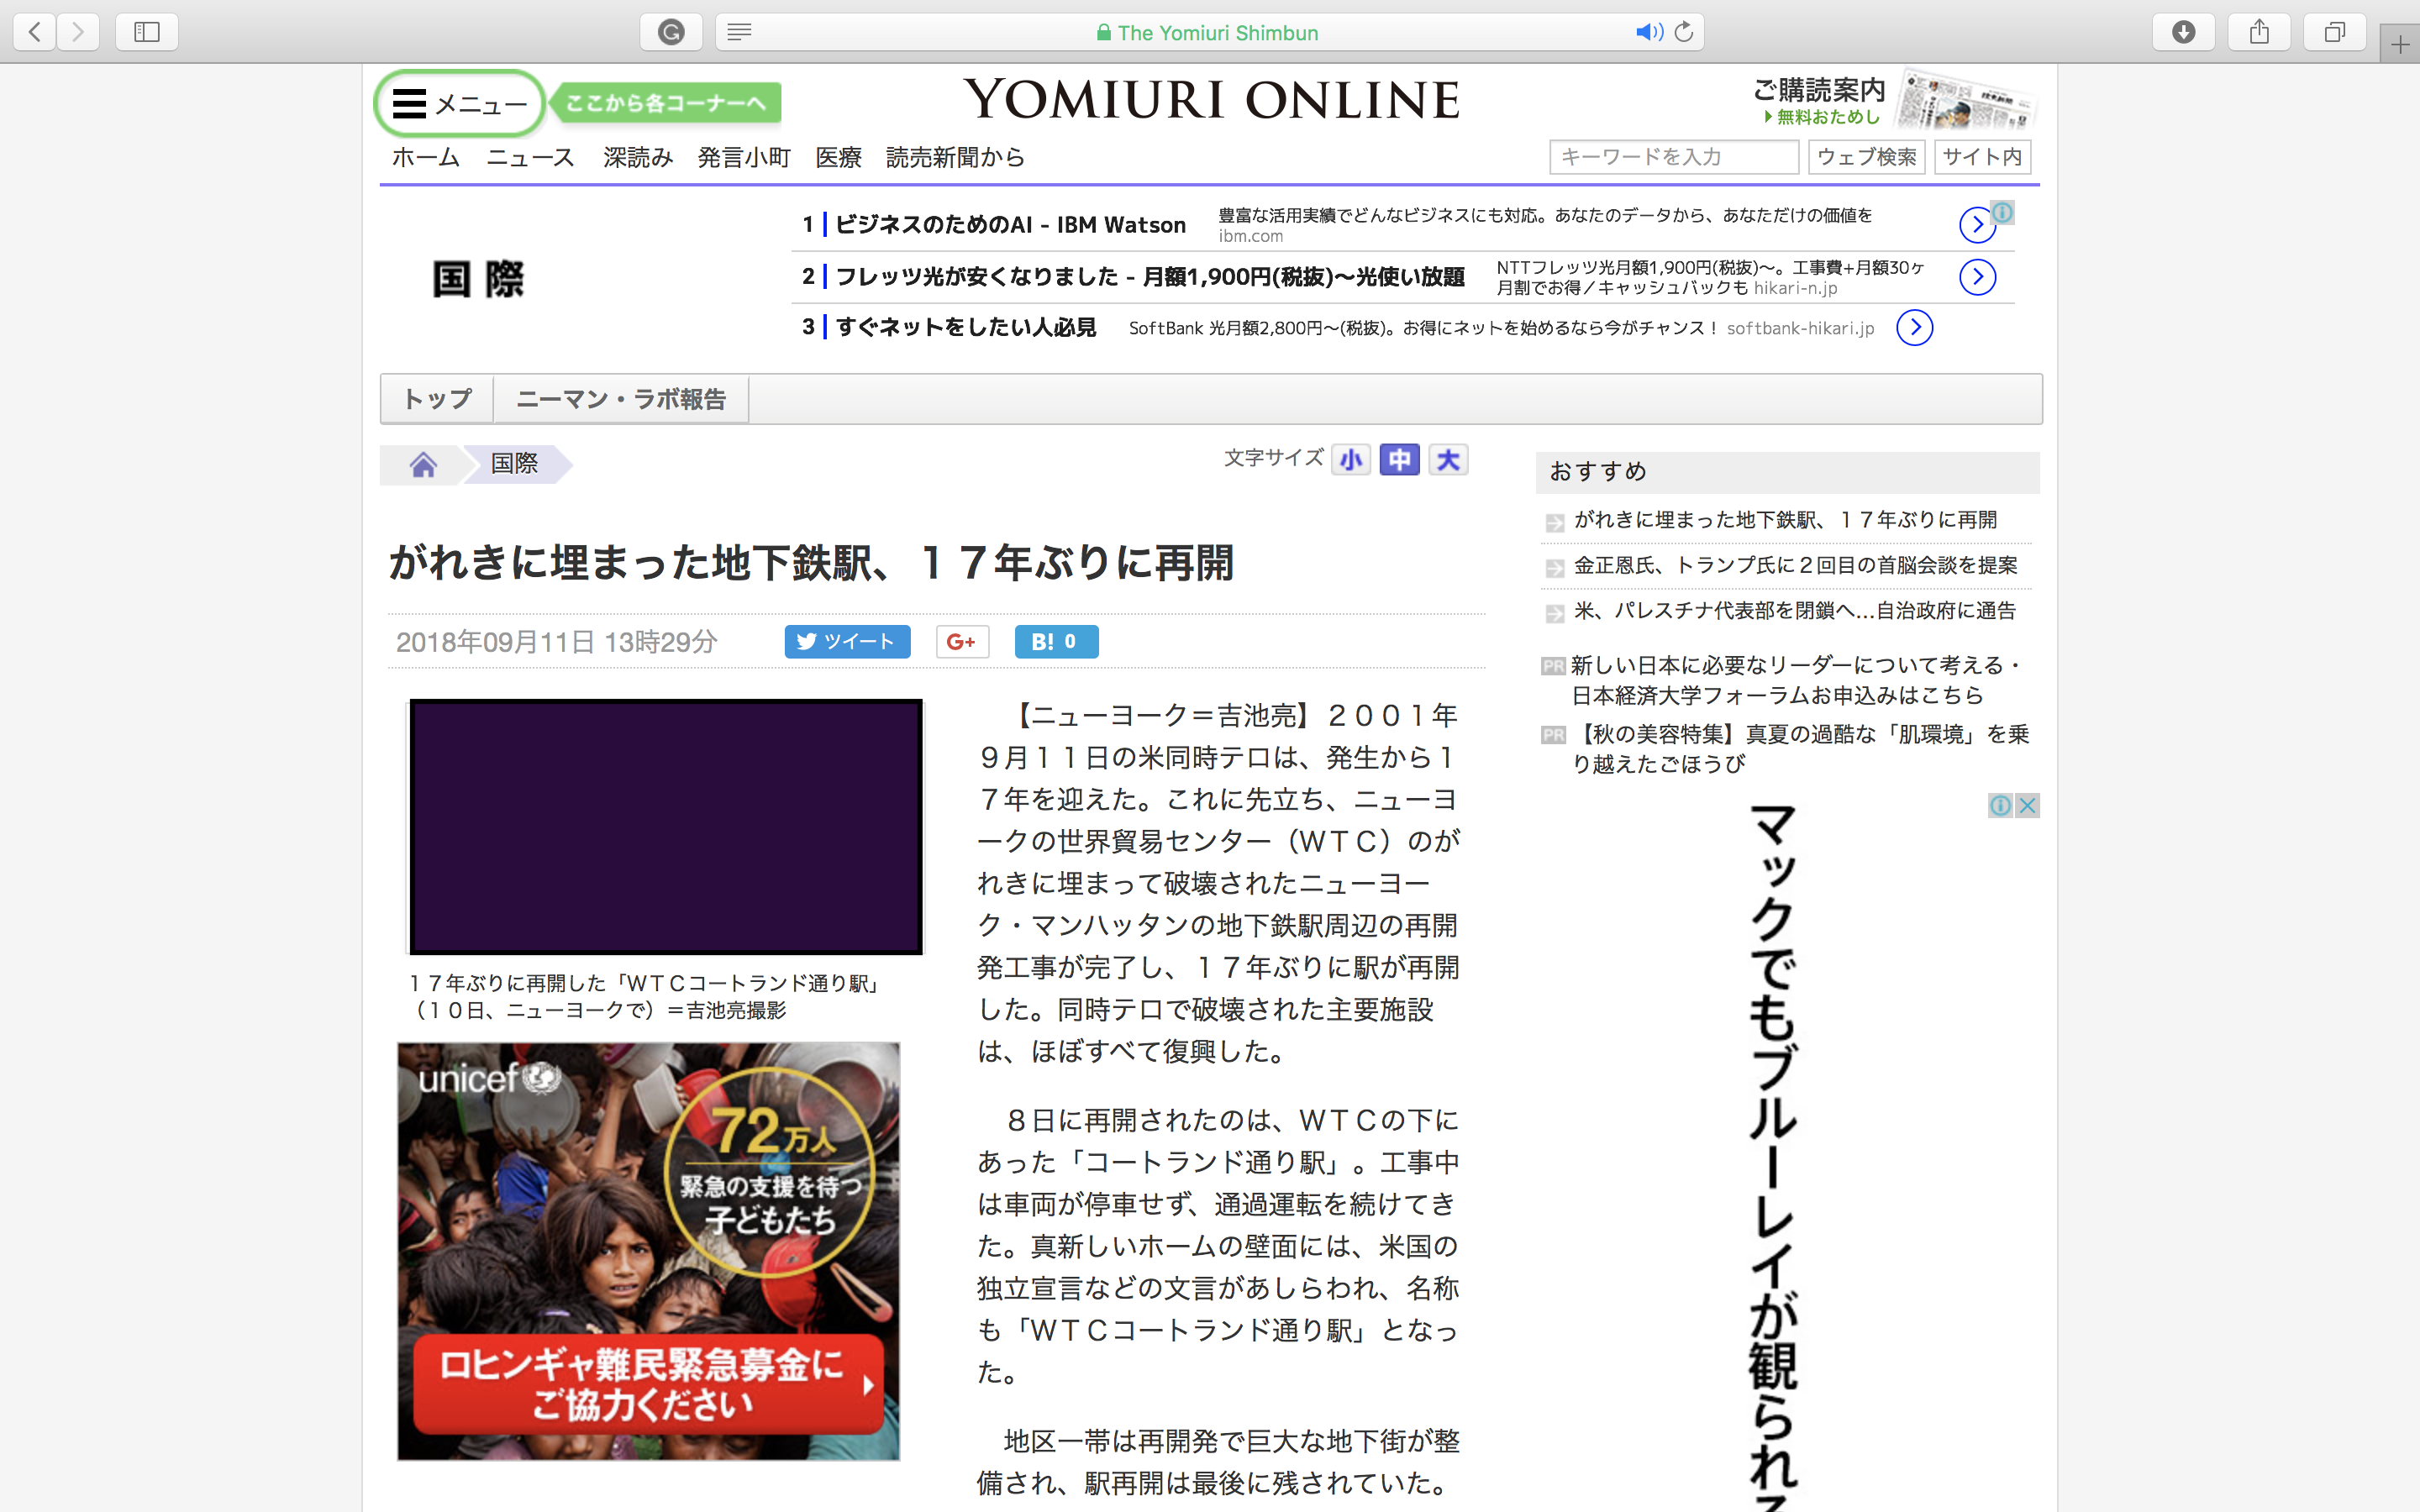 The Yomiuri Shimbun
メニュー
ここから各コーナーへ
YOMIURI ONLINE
ご購読案内
無料おためし
ホーム ニュース 深読み 発言小町 医療 読売新聞から
キーワードを入力
ウェブ検索
サイト内
国際
1 ビジネスのためのAI - IBM Watson
豊富な活用実績でどんなビジネスにも対応。あなたのデータから、あなただけの価値を
ibm.com
2 フレッツ光が安くなりました - 月額1,900円(税抜)〜光使い放題
NTTフレッツ光月額1,900円(税抜)〜。工事費+月額30ヶ
月割でお得／キャッシュバックも hikari-n.jp
3 すぐネットをしたい人必見
SoftBank 光月額2,800円〜(税抜)。お得にネットを始めるなら今がチャンス！ softbank-hikari.jp
トップ ニーマン・ラボ報告
国際
文字サイズ 小 中 大
がれきに埋まった地下鉄駅、１７年ぶりに再開
2018年09月11日 13時29分
ツイート
G+
B! 0
１７年ぶりに再開した「ＷＴＣコートランド通り駅」
（１０日、ニューヨークで）＝吉池亮撮影
unicef
72万人
緊急の支援を待つ
子どもたち
ロヒンギャ難民緊急募金に
ご協力ください
【ニューヨーク＝吉池亮】２００１年
９月１１日の米同時テロは、発生から１
７年を迎えた。これに先立ち、ニューヨ
ークの世界貿易センター（ＷＴＣ）のが
れきに埋まって破壊されたニューヨー
ク・マンハッタンの地下鉄駅周辺の再開
発工事が完了し、１７年ぶりに駅が再開
した。同時テロで破壊された主要施設
は、ほぼすべて復興した。
８日に再開されたのは、ＷＴＣの下に
あった「コートランド通り駅」。工事中
は車両が停車せず、通過運転を続けてき
た。真新しいホームの壁面には、米国の
独立宣言などの文言があしらわれ、名称
も「ＷＴＣコートランド通り駅」となっ
た。
地区一帯は再開発で巨大な地下街が整
備され、駅再開は最後に残されていた。
おすすめ
がれきに埋まった地下鉄駅、１７年ぶりに再開
金正恩氏、トランプ氏に２回目の首脳会談を提案
米、パレスチナ代表部を閉鎖へ…自治政府に通告
PR 新しい日本に必要なリーダーについて考える・
日本経済大学フォーラムお申込みはこちら
PR 【秋の美容特集】真夏の過酷な「肌環境」を乗
り越えたごほうび
マックでもブルーレイが観られる